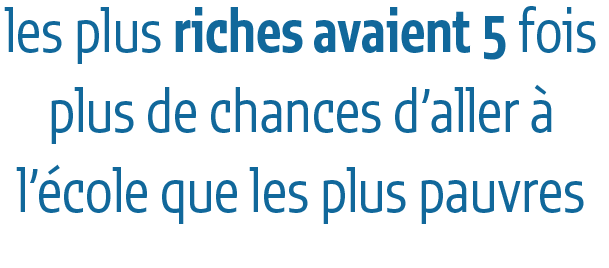 les plus riches avaient 5 fois
plus de chances d’aller à
l’école que les plus pauvres